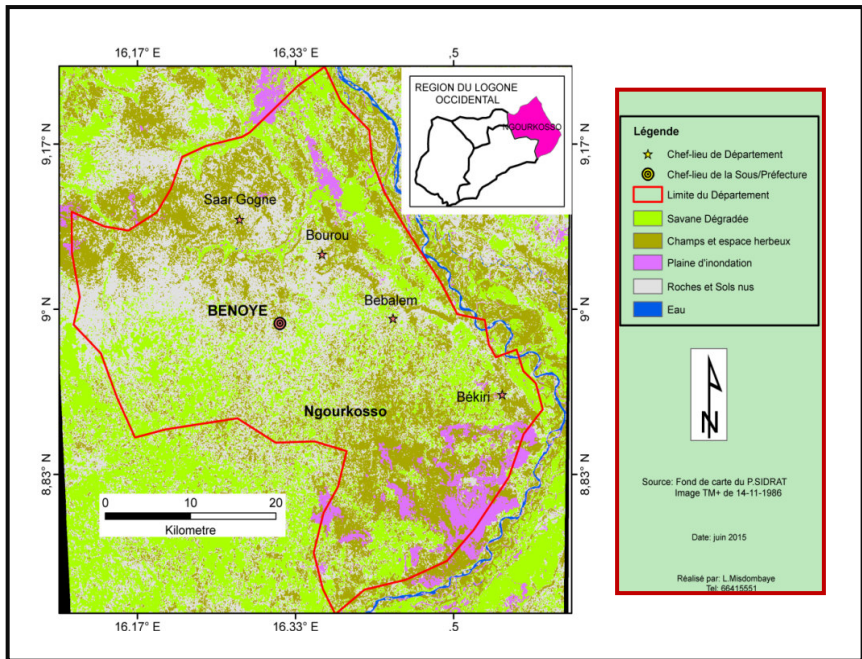 16,17° E
16,33° E
,5
9,17° N
9° N
8,83° N
REGION DU LOGONE
OCCIDENTAL
NGOURKOSSO
Saar Gogne
Bourou
BENOYE
Bebalem
Békiri
Ngourkosso
0 10 20
Kilometre
9,17° N
9° N
8,83° N
16.17° E
16.33° E
,5
Légende
Chef-lieu de Département
Chef-lieu de la Sous/Préfecture
Limite du Département
Savane Dégradée
Champs et espace herbeux
Plaine d'inondation
Roches et Sols nus
Eau
N
Source: Fond de carte du P.SIDRAT
Image TM+ de 14-11-1986
Date: juin 2015
Réalisé par: L.Misdombaye
Tel: 66415551